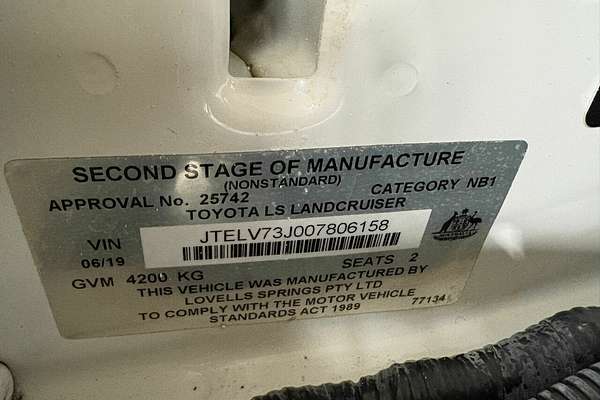 SECOND STAGE OF MANUFACTURE
(NONSTANDARD)
APPROVAL No. 25742 CATEGORY NB1
TOYOTA LS LANDCRUISER
VIN JTELV73J007806158
06/19
GVM 4200 KG SEATS 2
THIS VEHICLE WAS MANUFACTURED BY
LOVELLS SPRINGS PTY LTD
TO COMPLY WITH THE MOTOR VEHICLE
STANDARDS ACT 1989 77134